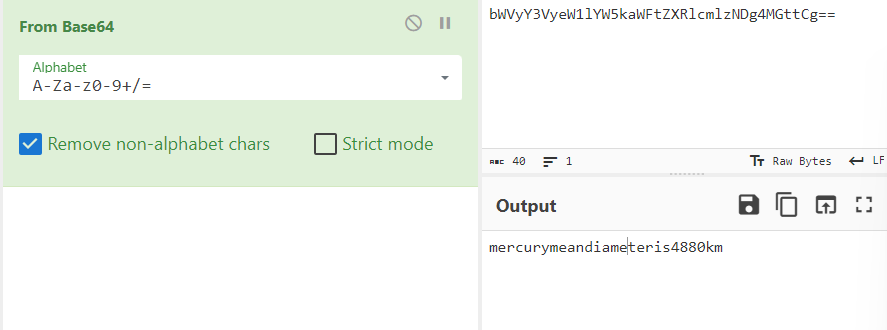 From Base64
Alphabet
A-Za-z0-9+/=
Remove non-alphabet chars
Strict mode
bWVyY3VyeW1lYW5kaWFtZXRlcmlzNDg4MGttCg==
ABC 40 1 Tт Raw Bytes LF
Output
mercurymeandiameteris4880km